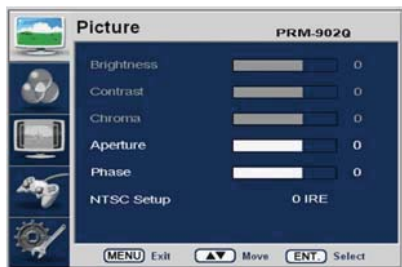 Picture PRM-902Q
Brightness 0
Contrast 0
Chroma 0
Aperture 0
Phase 0
NTSC Setup 0 IRE
MENU Exit ▲▼ Move ENT. Select